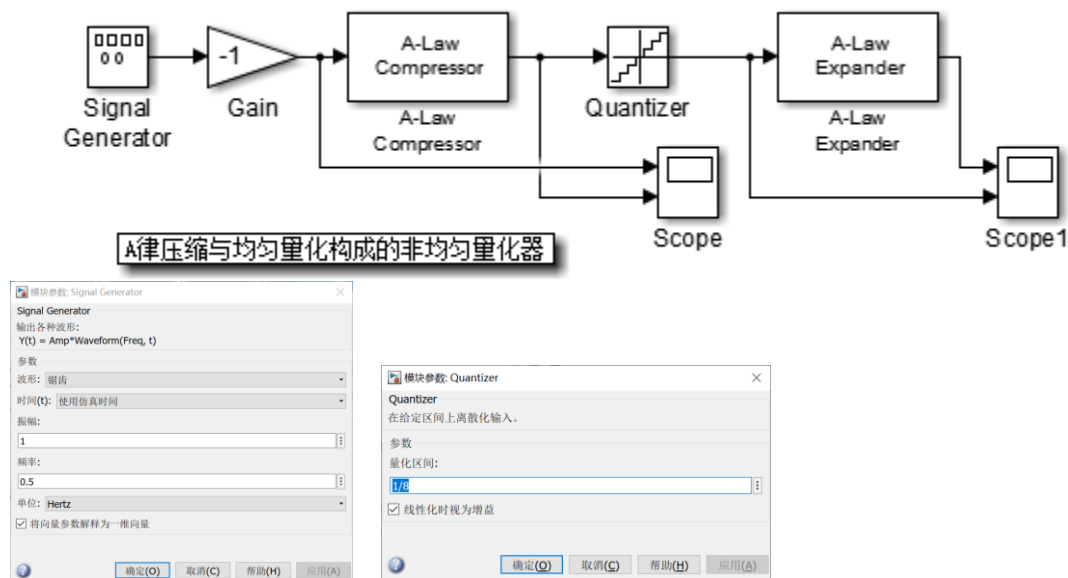 -1
A-Law
Compressor
A-Law
Expander
Signal
Generator
Gain
A-Law
Compressor
Quantizer
A-Law
Expander
Scope
Scope1
A律压缩与均匀量化构成的非均匀量化器
模块参数: Signal Generator
Signal Generator
输出各种波形:
Y(t) = Amp*Waveform(Freq, t)
参数
波形: 锯齿
时间(t): 使用仿真时间
振幅:
1
频率:
0.5
单位: Hertz
将向量参数解释为一维向量
确定(O) 取消(C) 帮助(H) 应用(A)
模块参数: Quantizer
Quantizer
在给定区间上离散化输入。
参数
量化区间:
1/8
线性化时视为增益
确定(O) 取消(C) 帮助(H) 应用(A)